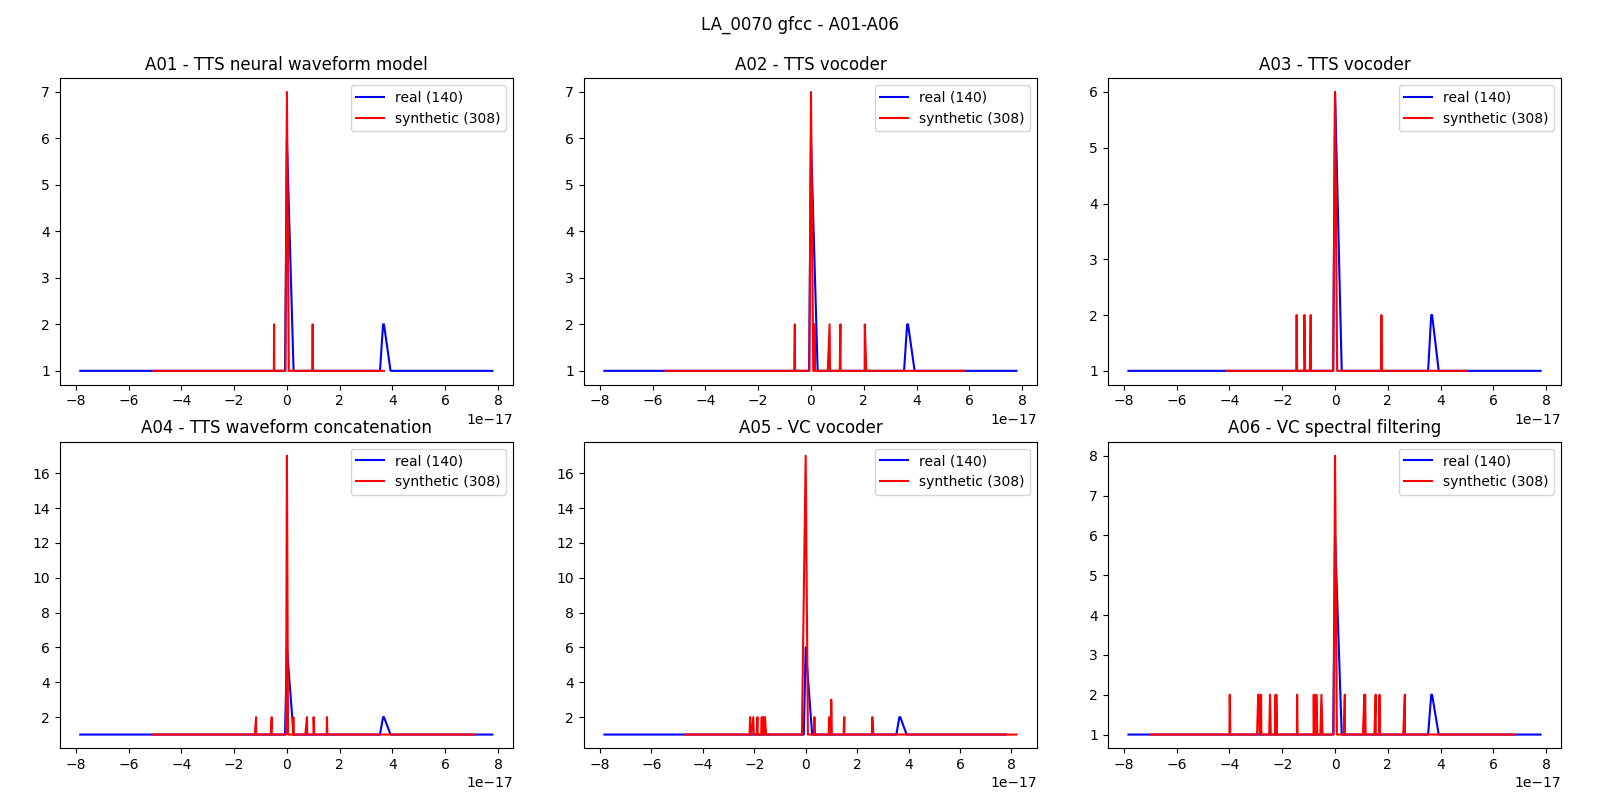 LA_0070 gfcc - A01-A06
A01 - TTS neural waveform model
7
6
5
4
3
2
1
real (140)
synthetic (308)
−8 −6 −4 −2 0 2 4 6 8
1e−17
A02 - TTS vocoder
7
6
5
4
3
2
1
real (140)
synthetic (308)
−8 −6 −4 −2 0 2 4 6 8
1e−17
A03 - TTS vocoder
6
5
4
3
2
1
real (140)
synthetic (308)
−8 −6 −4 −2 0 2 4 6 8
1e−17
A04 - TTS waveform concatenation
16
14
12
10
8
6
4
2
real (140)
synthetic (308)
−8 −6 −4 −2 0 2 4 6 8
1e−17
A05 - VC vocoder
16
14
12
10
8
6
4
2
real (140)
synthetic (308)
−8 −6 −4 −2 0 2 4 6 8
1e−17
A06 - VC spectral filtering
8
7
6
5
4
3
2
1
real (140)
synthetic (308)
−8 −6 −4 −2 0 2 4 6 8
1e−17